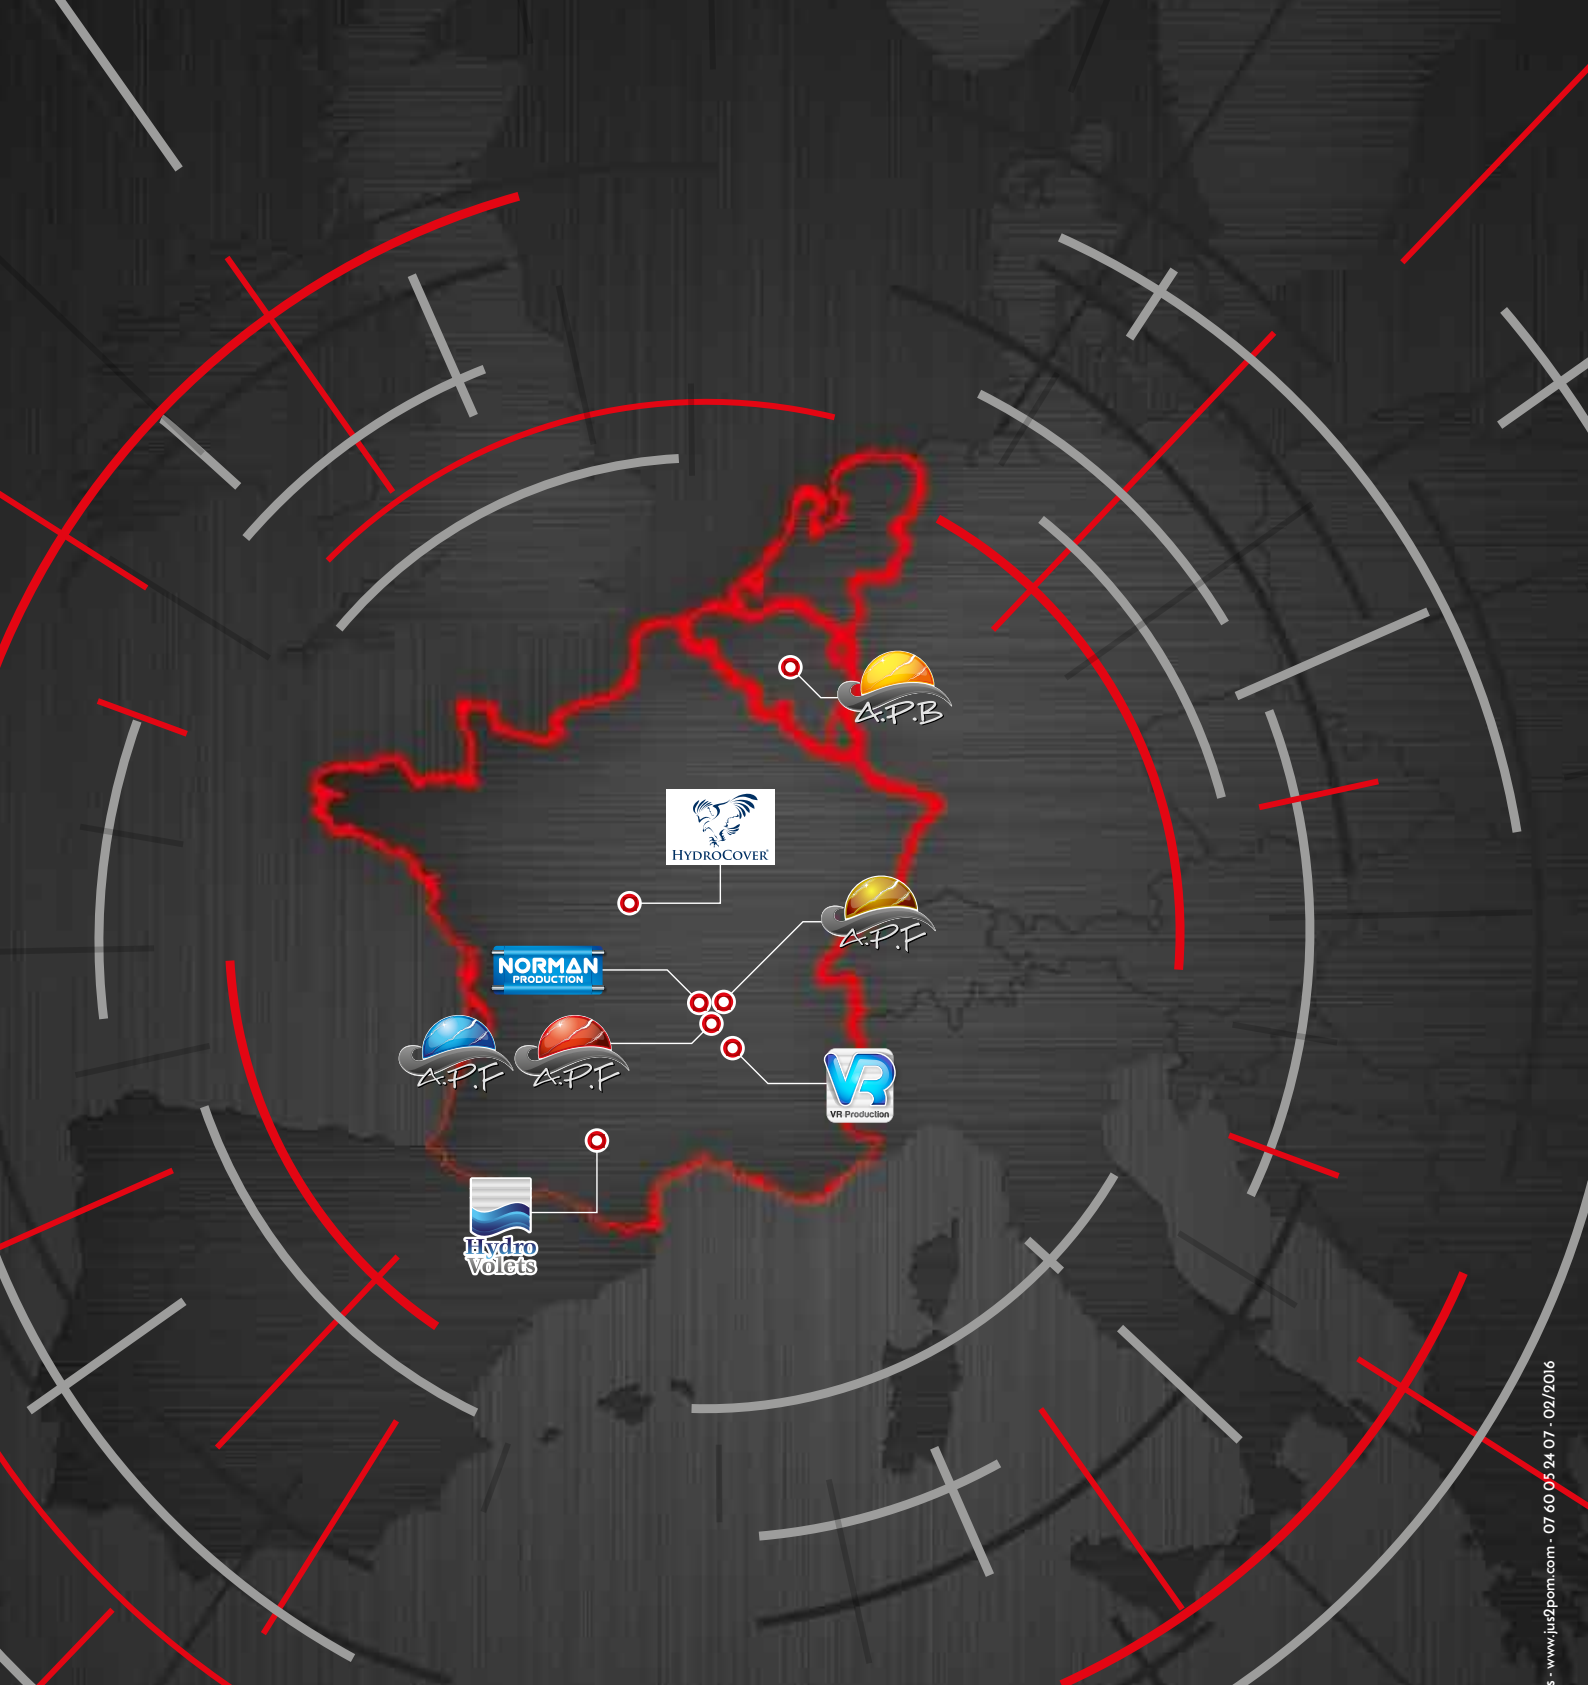 A.P.B
HYDROCOVER®
A.P.F
NORMAN
PRODUCTION
A.P.F
A.P.F
VR
VR Production
Hydro
Volets
s - www.jus2pom.com - 07 60 05 24 07 - 02/2016